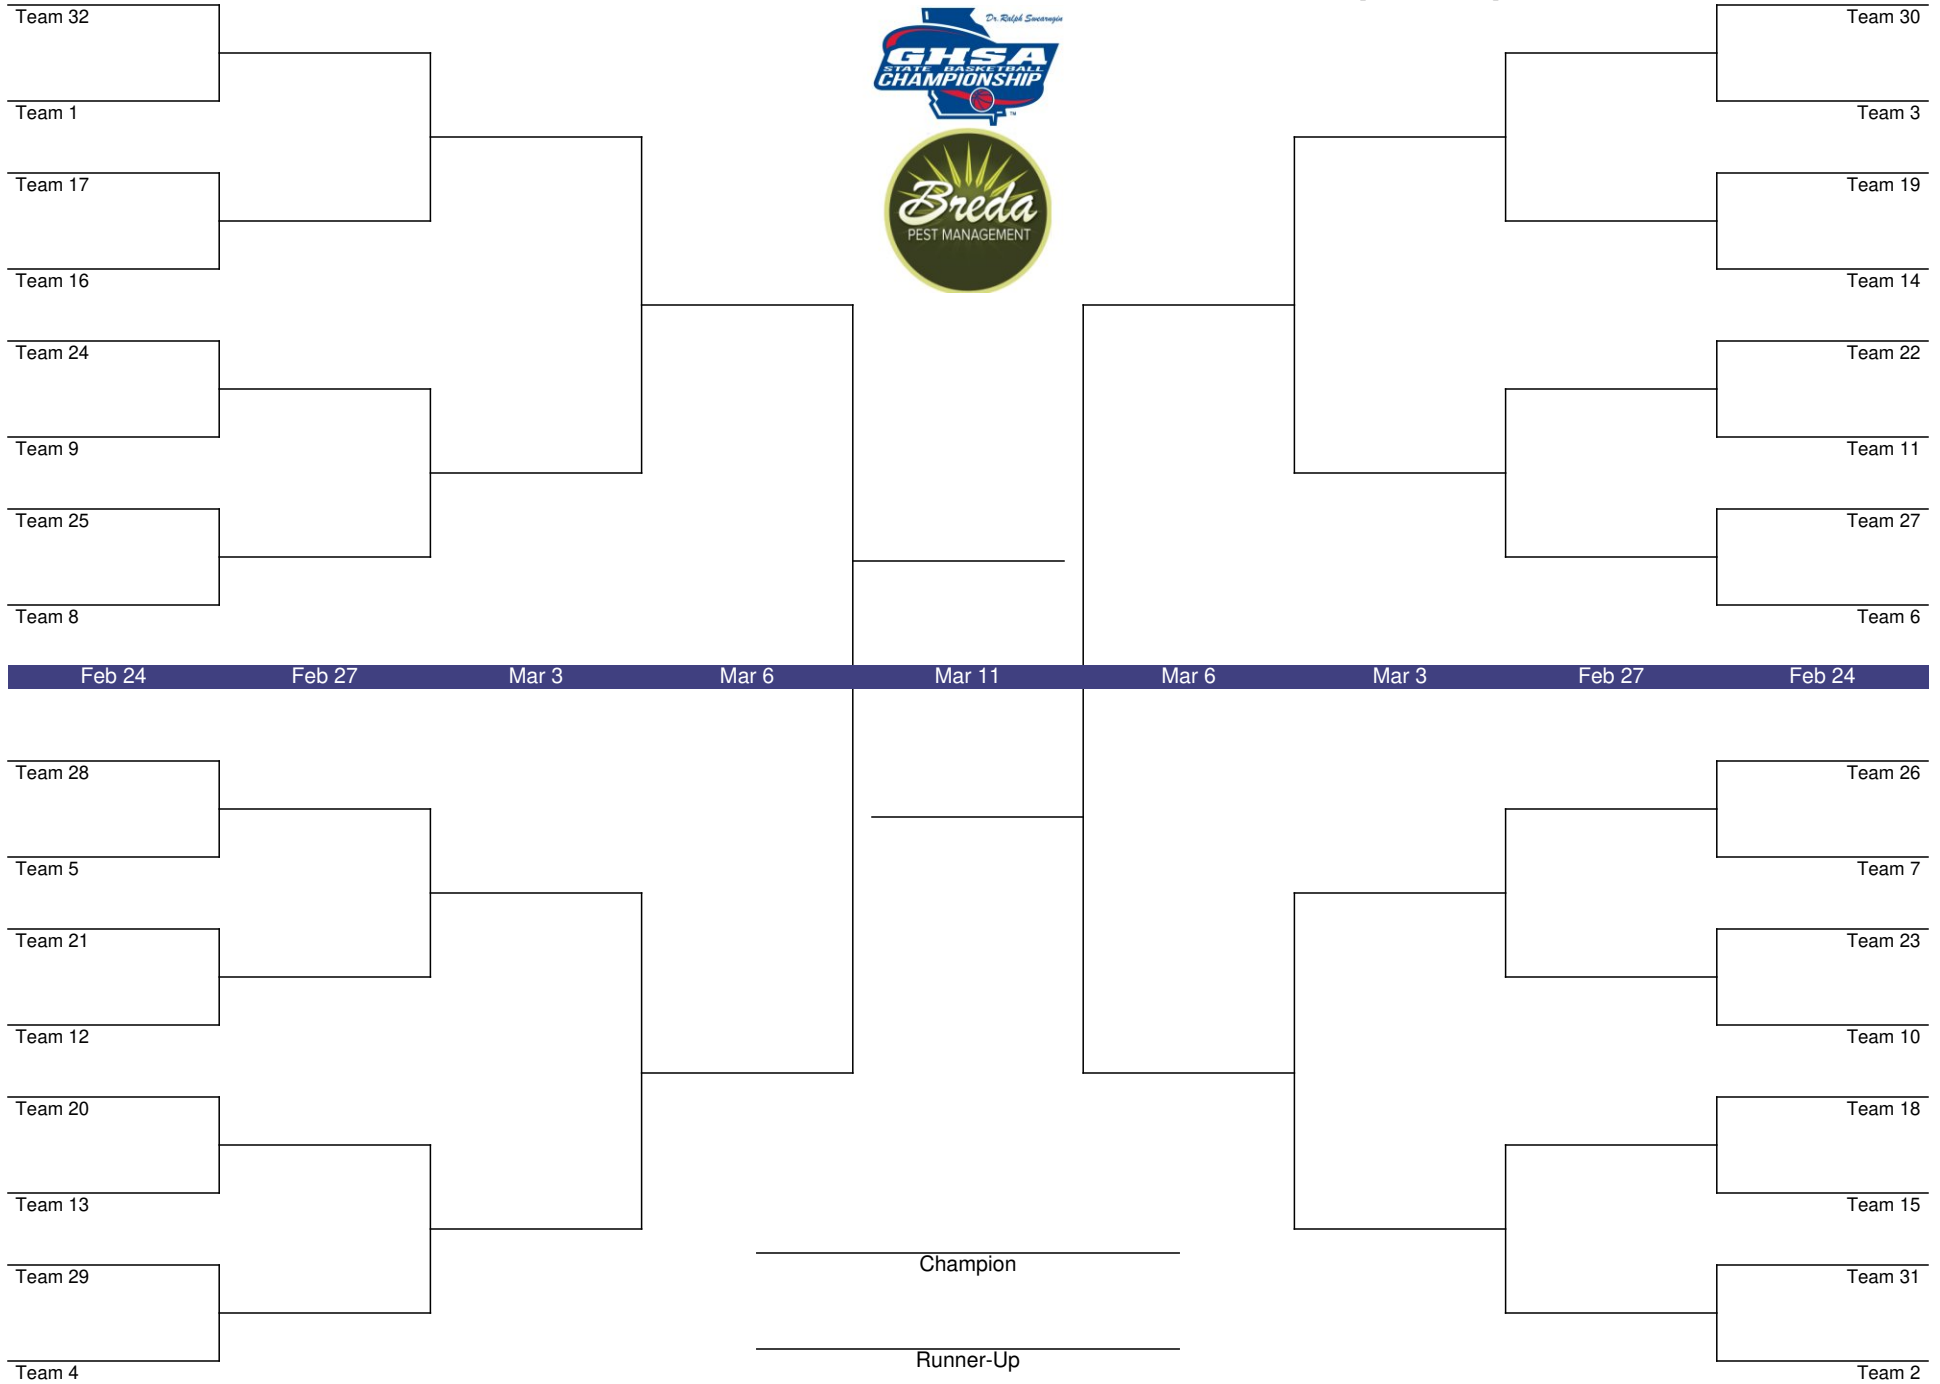 Team 32
Team 1
Team 17
Team 16
Team 24
Team 9
Team 25
Team 8
Dr. Ralph Swearngin
GHSA
STATE BASKETBALL
CHAMPIONSHIP
TM
Breda
PEST MANAGEMENT
Team 30
Team 3
Team 19
Team 14
Team 22
Team 11
Team 27
Team 6
Feb 24 Feb 27 Mar 3 Mar 6 Mar 11 Mar 6 Mar 3 Feb 27 Feb 24
Team 28
Team 5
Team 21
Team 12
Team 20
Team 13
Team 29
Team 4
Champion
Runner-Up
Team 26
Team 7
Team 23
Team 10
Team 18
Team 15
Team 31
Team 2